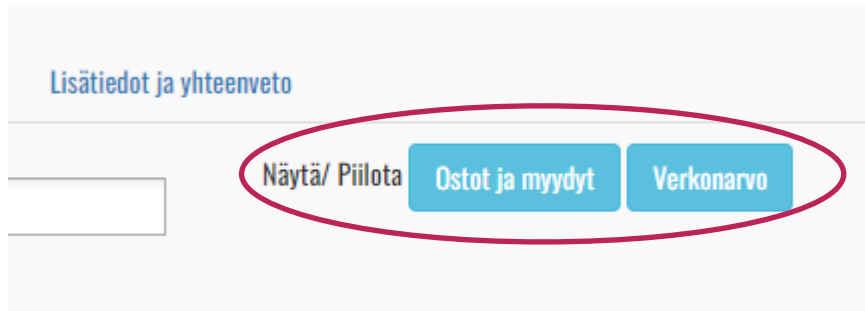 Lisätiedot ja yhteenveto
Näytä/ Piilota Ostot ja myydyt Verkonarvo